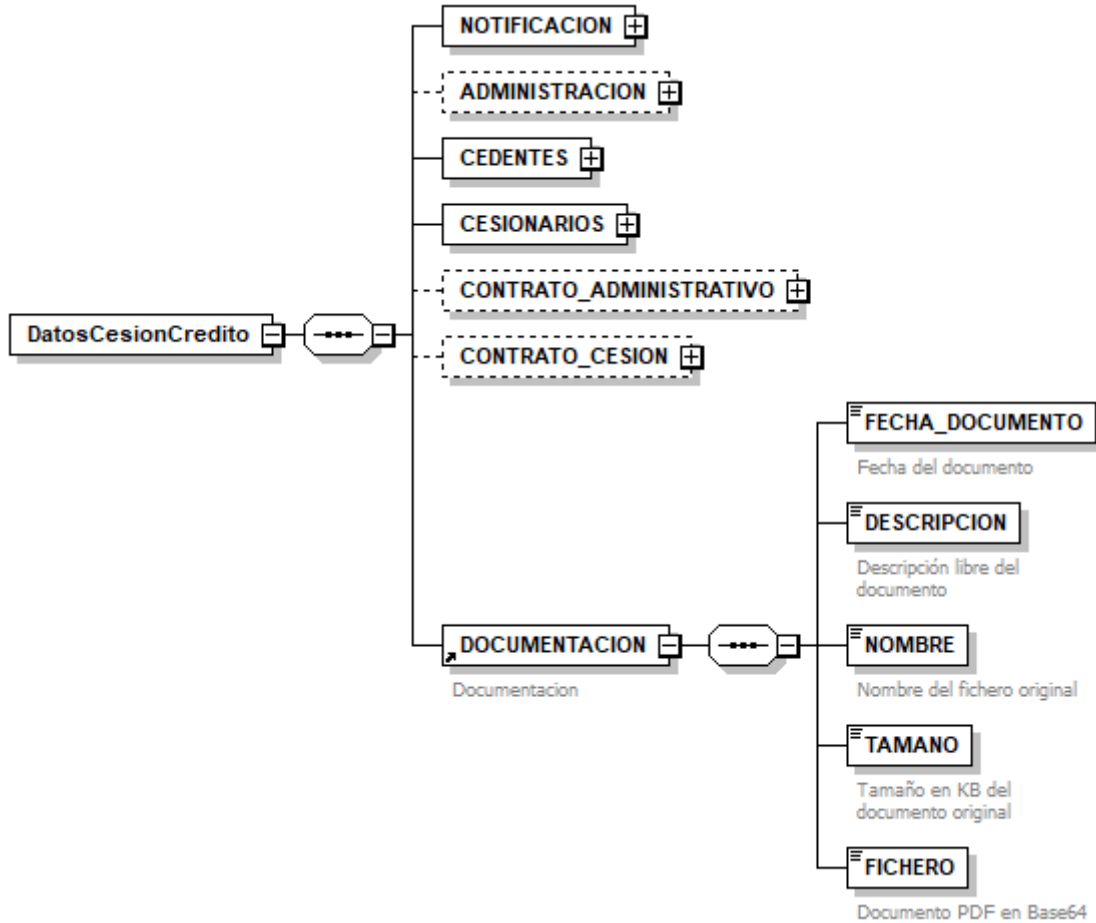 NOTIFICACION
ADMINISTRACION
CEDENTES
CESIONARIOS
CONTRATO_ADMINISTRATIVO
DatosCesionCredito
CONTRATO_CESION
FECHA_DOCUMENTO
Fecha del documento
DESCRIPCION
Descripción libre del
documento
DOCUMENTACION
Documentacion
NOMBRE
Nombre del fichero original
TAMANO
Tamaño en KB del
documento original
FICHERO
Documento PDF en Base64